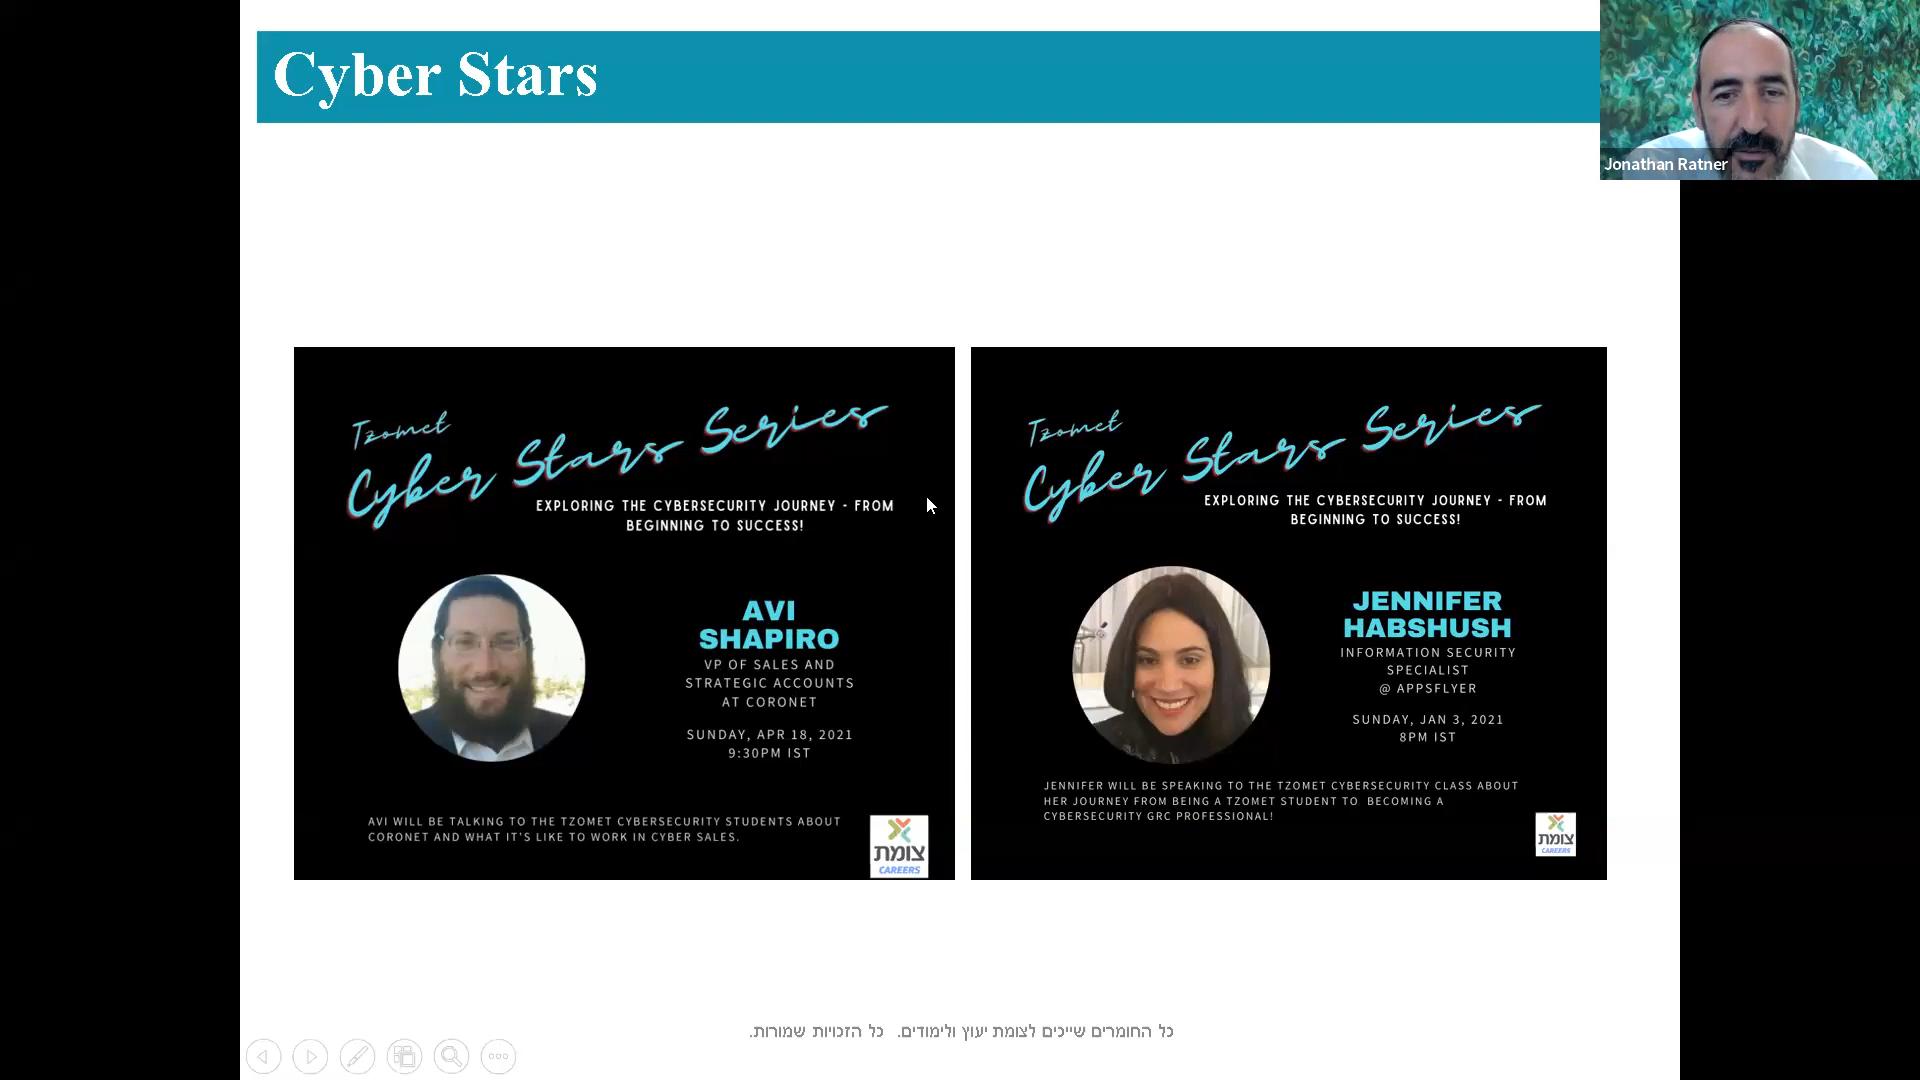 Cyber Stars
Jonathan Ratner
Tzomet
Cyber Stars Series
EXPLORING THE CYBERSECURITY JOURNEY - FROM
BEGINNING TO SUCCESS!
AVI
SHAPIRO
VP OF SALES AND
STRATEGIC ACCOUNTS
AT CORONET
SUNDAY, APR 18, 2021
9:30PM IST
AVI WILL BE TALKING TO THE TZOMET CYBERSECURITY STUDENTS ABOUT
CORONET AND WHAT IT'S LIKE TO WORK IN CYBER SALES.
צומת
CAREERS
Tzomet
Cyber Stars Series
EXPLORING THE CYBERSECURITY JOURNEY - FROM
BEGINNING TO SUCCESS!
JENNIFER
HABSHUSH
INFORMATION SECURITY
SPECIALIST
@ APPSFLYER
SUNDAY, JAN 3, 2021
8PM IST
JENNIFER WILL BE SPEAKING TO THE TZOMET CYBERSECURITY CLASS ABOUT
HER JOURNEY FROM BEING A TZOMET STUDENT TO BECOMING A
CYBERSECURITY GRC PROFESSIONAL!
צומת
CAREERS
כל החומרים שייכים לצומת יעוץ ולימודים. כל הזכויות שמורות.